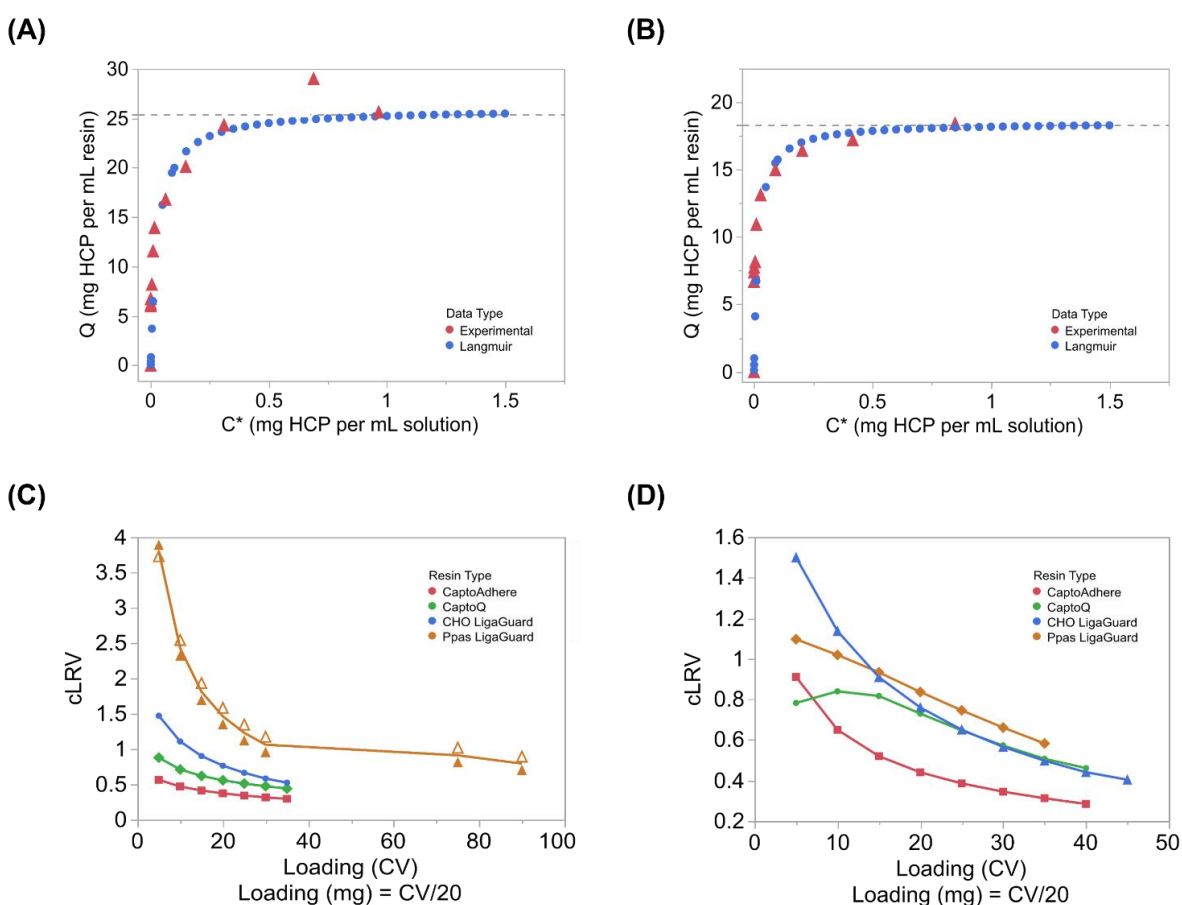 (A)
30
25
20
15
10
5
0
Q (mg HCP per mL resin)
0
0.5
1
1.5
C* (mg HCP per mL solution)
Data Type
Experimental
Langmuir
(B)
20
15
10
5
0
Q (mg HCP per mL resin)
0
0.5
1
1.5
C* (mg HCP per mL solution)
Data Type
Experimental
Langmuir
(C)
4
3.5
3
2.5
2
1.5
1
0.5
0
cLRV
0
20
40
60
80
100
Loading (CV)
Loading (mg) = CV/20
Resin Type
CaptoAdhere
CaptoQ
CHO LigaGuard
Ppas LigaGuard
(D)
1.6
1.4
1.2
1
0.8
0.6
0.4
0.2
cLRV
0
10
20
30
40
50
Loading (CV)
Loading (mg) = CV/20
Resin Type
CaptoAdhere
CaptoQ
CHO LigaGuard
Ppas LigaGuard